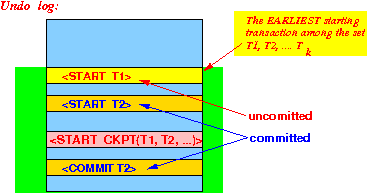 Undo log:
The EARLIEST starting
transaction among the set
T1, T2, ..., T k
<START T1>
<START T2>
uncomitted
committed
<START CKPT(T1, T2, ...)>
<COMMIT T2>